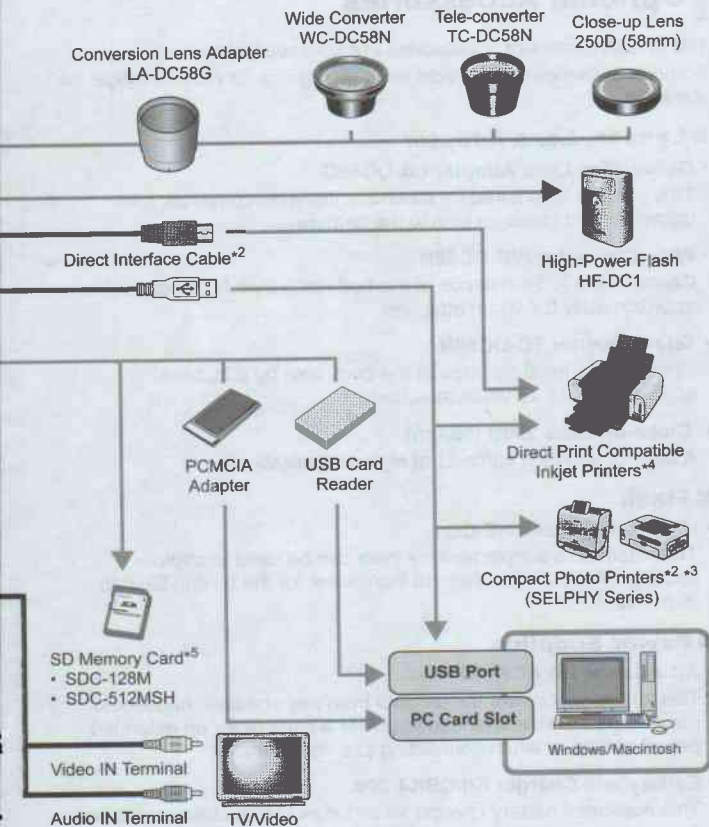 Wide Converter
WC-DC58N
Tele-converter
TC-DC58N
Close-up Lens
250D (58mm)
Conversion Lens Adapter
LA-DC58G
Direct Interface Cable*2
High-Power Flash
HF-DC1
Direct Print Compatible
Inkjet Printers*4
PCMCIA
Adapter
USB Card
Reader
Compact Photo Printers*2 *3
(SELPHY Series)
SD Memory Card*5
• SDC-128M
• SDC-512MSH
USB Port
PC Card Slot
Windows/Macintosh
Video IN Terminal
Audio IN Terminal
TV/Video